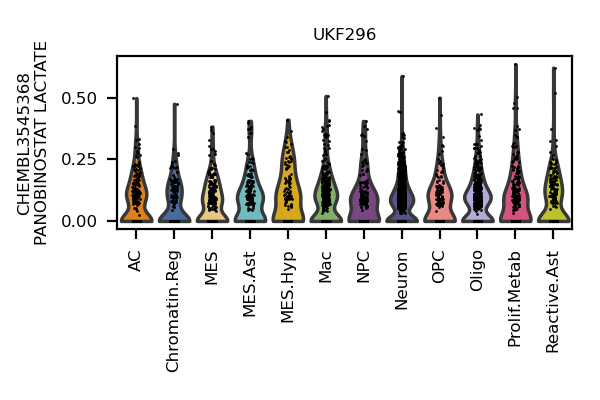 UKF296
CHEMBL3545368
PANOBINOSTAT LACTATE
0.50
0.25
0.00
AC
Chromatin.Reg
MES
MES.Ast
MES.Hyp
Mac
NPC
Neuron
OPC
Oligo
Prolif.Metab
Reactive.Ast